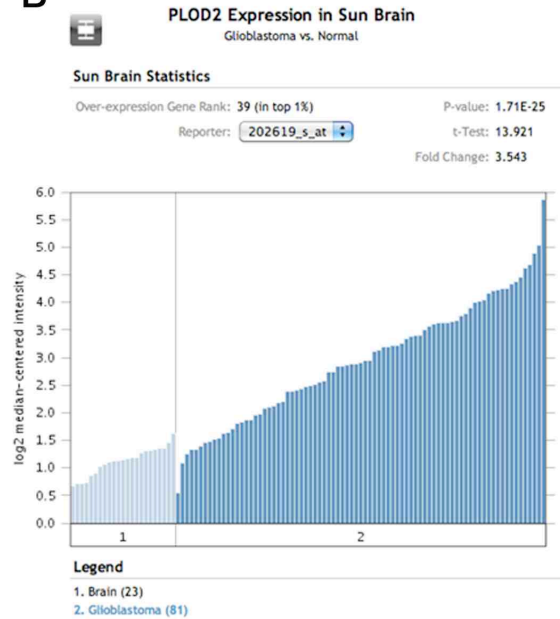 PLOD2 Expression in Sun Brain
Glioblastoma vs. Normal
Sun Brain Statistics
Over-expression Gene Rank: 39 (in top 1%)
P-value: 1.71E-25
Reporter: 202619_s_at
t-Test: 13.921
Fold Change: 3.543
log2 median-centered intensity
6.0
5.5
5.0
4.5
4.0
3.5
3.0
2.5
2.0
1.5
1.0
0.5
0.0
1 2
Legend
1. Brain (23)
2. Glioblastoma (81)